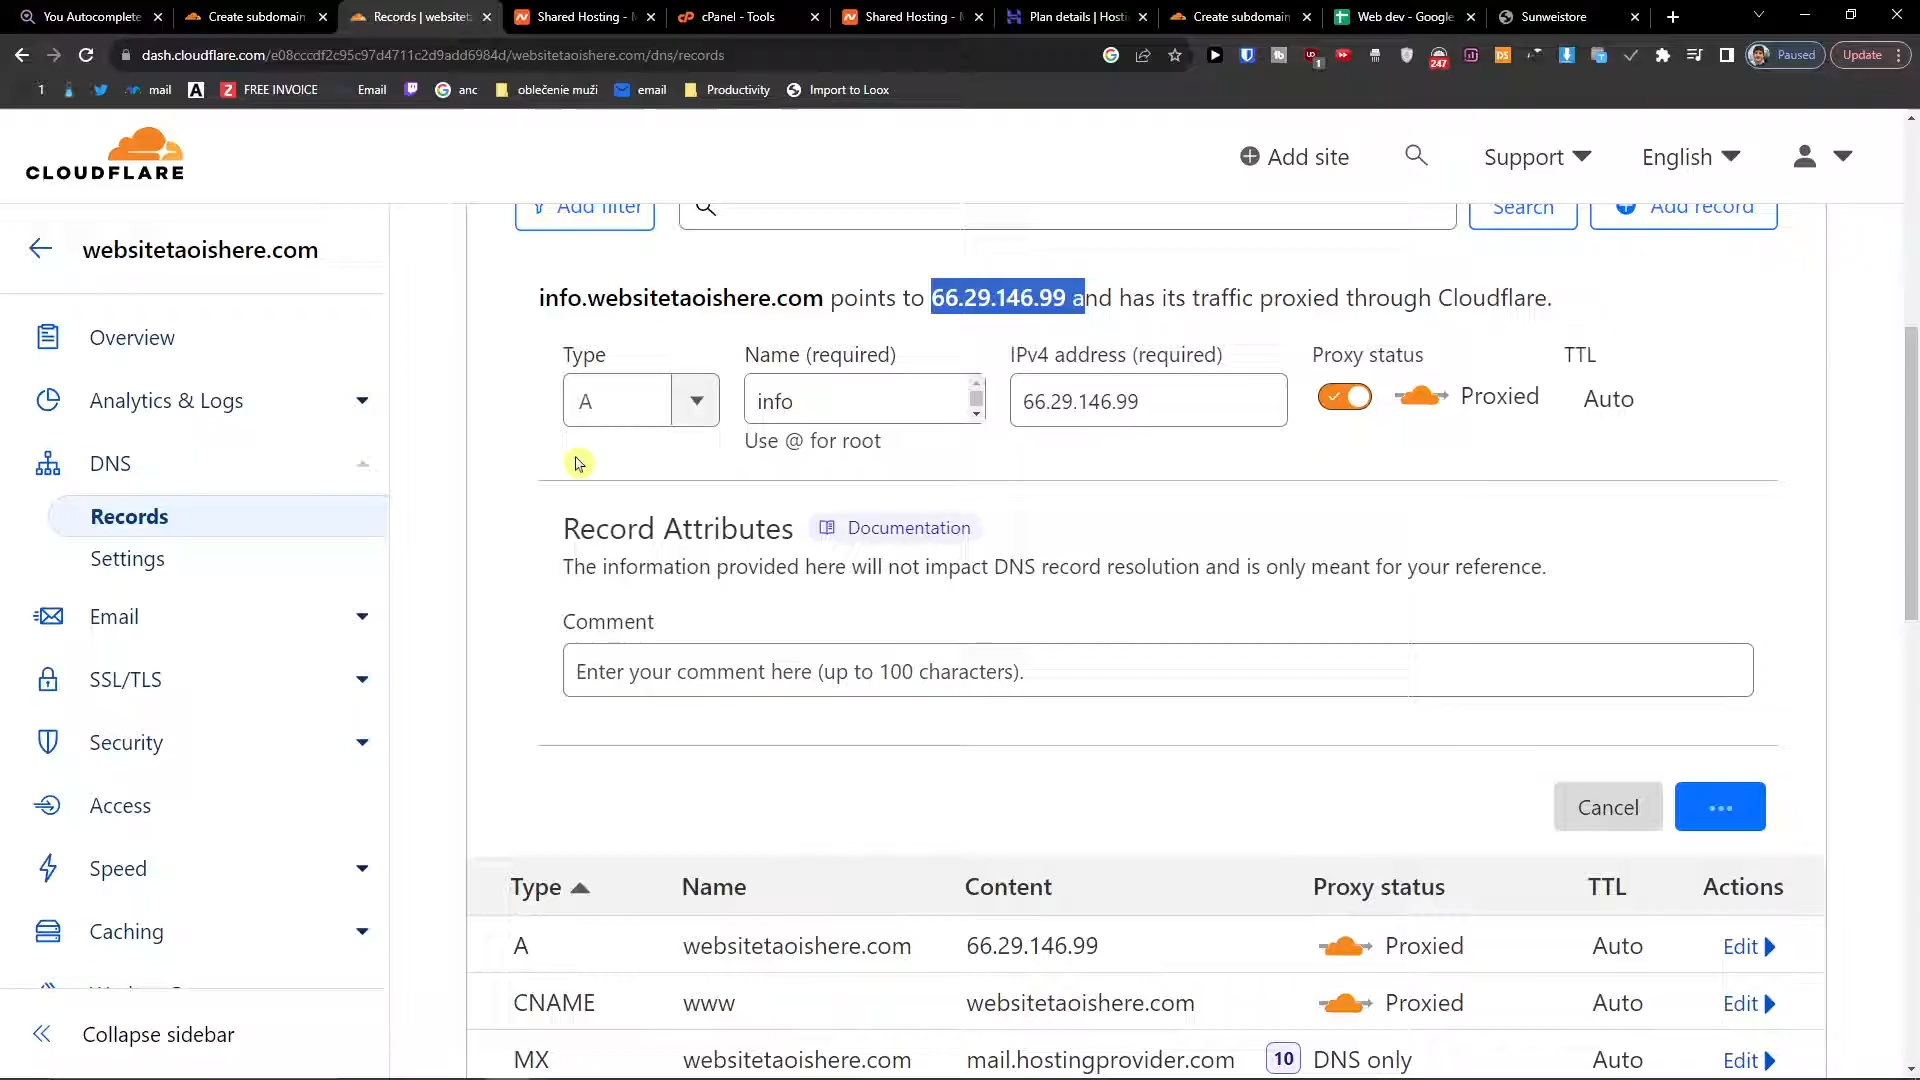 You Autocomplete
Create subdomain
Records | websiteta
Shared Hosting -
cPanel - Tools
Shared Hosting -
Plan details | Hosti
Create subdomain
Web dev - Google
Sunweistore
dash.cloudflare.com/e08cccdf2c95c97d4711c2d9add6984d/websitetaoishere.com/dns/records
1
247
DS
Paused
Update
1
mail
A
Z
FREE INVOICE
Email
anc
oblečenie muži
email
Productivity
Import to Loox
CLOUDFLARE
Add site
Support
English
Add filter
Search
Add record
websitetaoishere.com
info.websitetaoishere.com points to 66.29.146.99 and has its traffic proxied through Cloudflare.
Overview
Type
Name (required)
IPv4 address (required)
Proxy status
TTL
Analytics & Logs
A
info
66.29.146.99
Proxied
Auto
Use @ for root
DNS
Records
Record Attributes
Documentation
Settings
The information provided here will not impact DNS record resolution and is only meant for your reference.
Email
Comment
SSL/TLS
Enter your comment here (up to 100 characters).
Security
Access
Cancel
Speed
Type
Name
Content
Proxy status
TTL
Actions
Caching
A
websitetaoishere.com
66.29.146.99
Proxied
Auto
Edit
CNAME
www
websitetaoishere.com
Proxied
Auto
Edit
Collapse sidebar
MX
websitetaoishere.com
mail.hostingprovider.com
10
DNS only
Auto
Edit